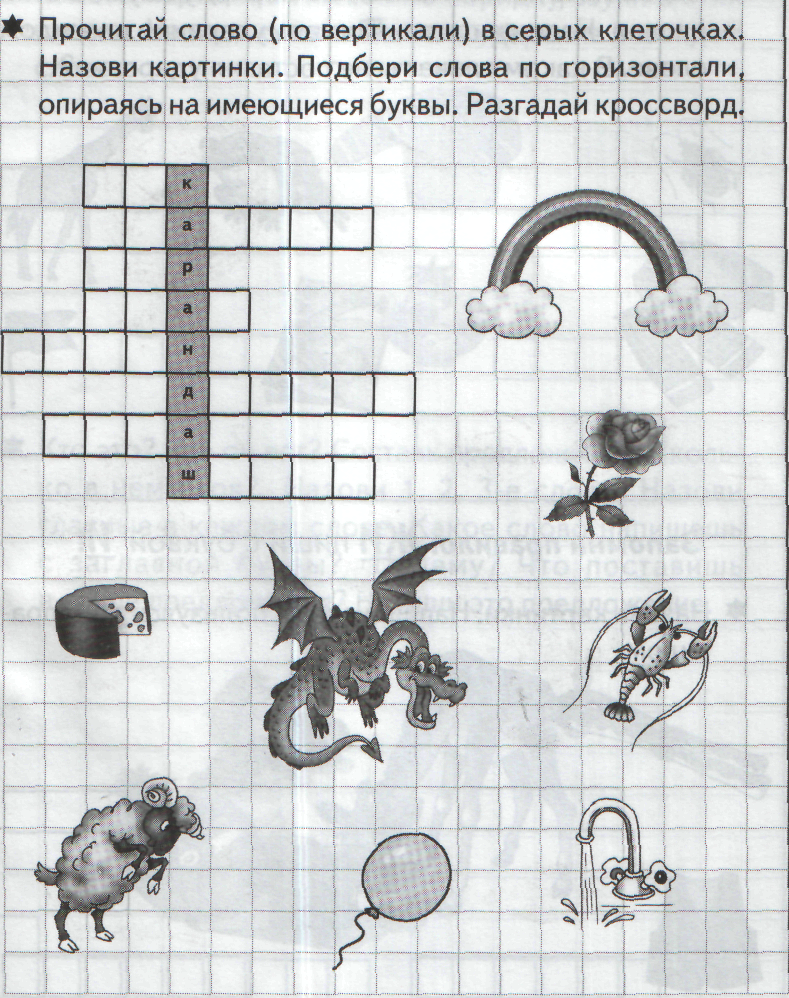 Прочитай слово (по вертикали) в серых клеточках.
Назови картинки. Подбери слова по горизонтали,
опираясь на имеющиеся буквы. Разгадай кроссворд.
к
а
р
а
н
д
а
ш